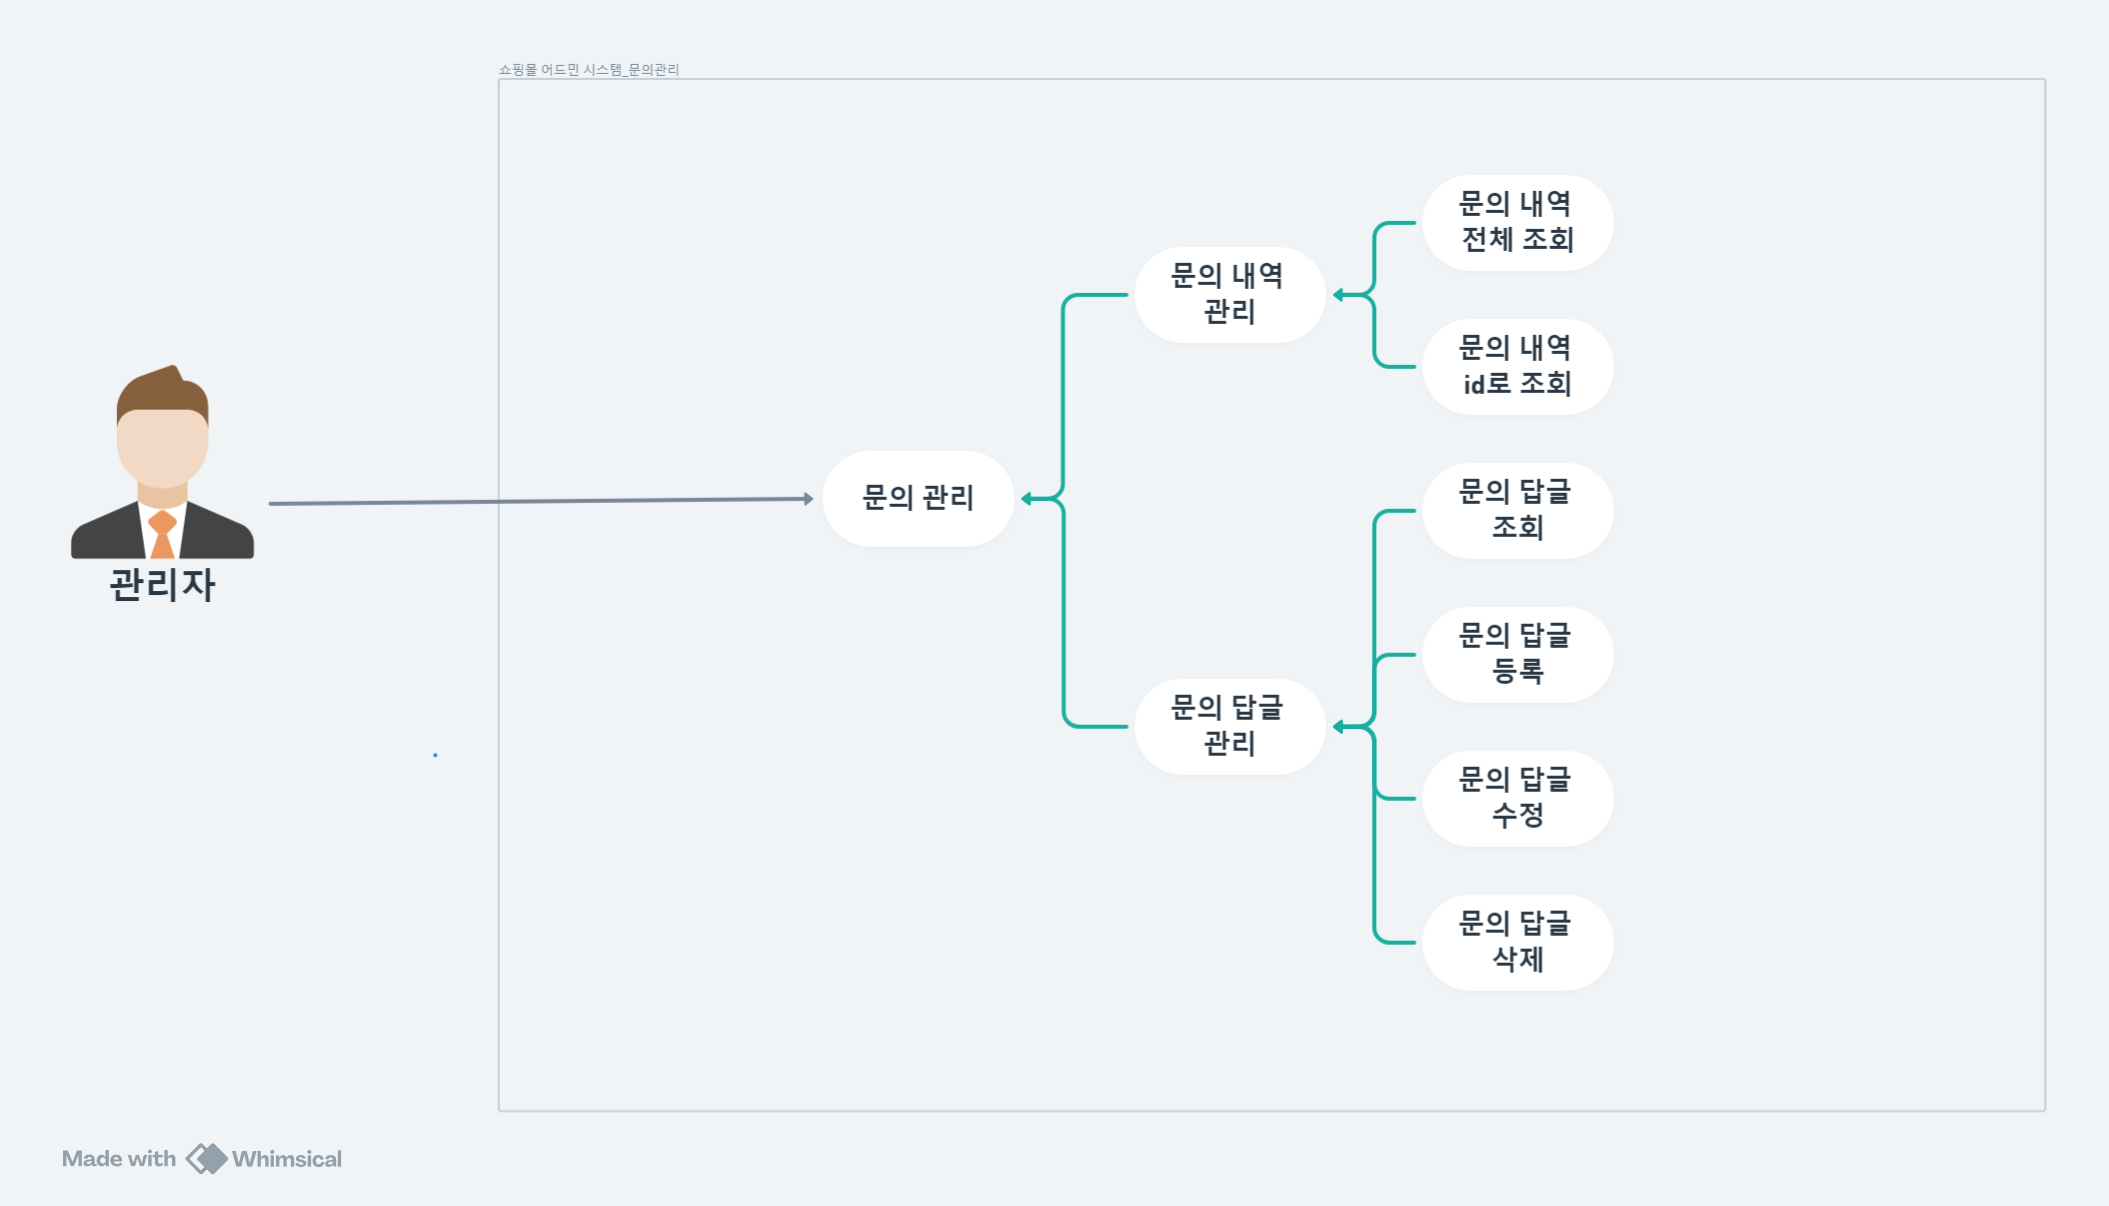 쇼핑몰 어드민 시스템_문의관리
관리자
문의 관리
문의 내역
관리
문의 내역
전체 조회
문의 내역
id로 조회
문의 답글
관리
문의 답글
조회
문의 답글
등록
문의 답글
수정
문의 답글
삭제
Made with Whimsical